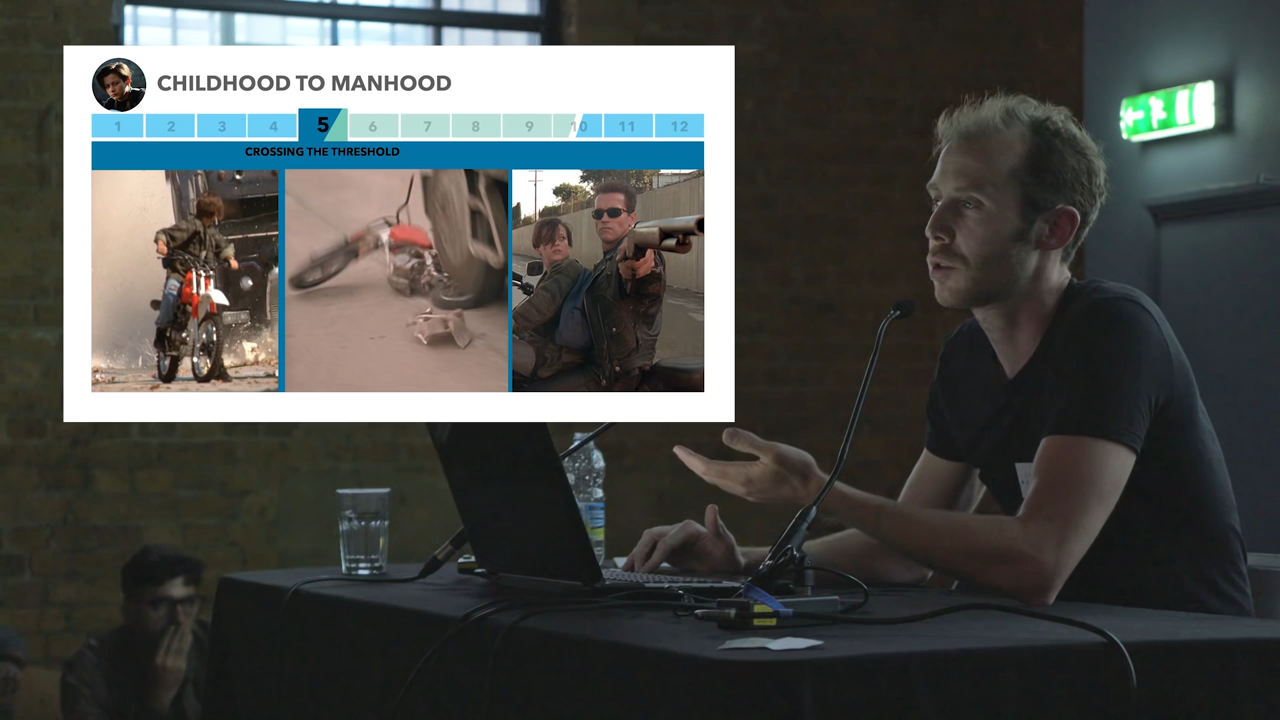 CHILDHOOD TO MANHOOD
1 2 3 4 5 6 7 8 9 10 11 12
CROSSING THE THRESHOLD